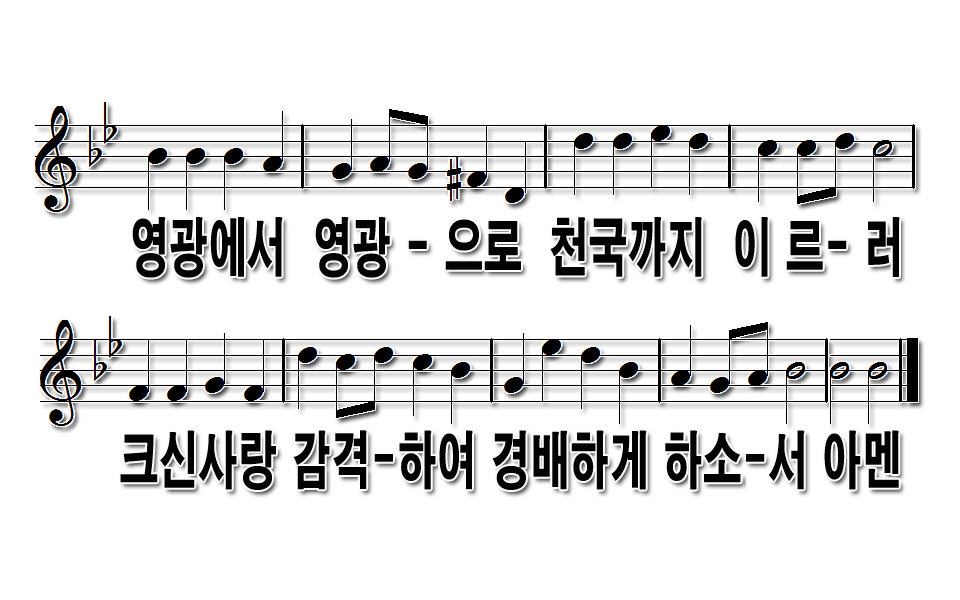 영광에서 영광 - 으로 천국까지 이 르- 러
크신사랑 감격-하여 경배하게 하소-서 아멘